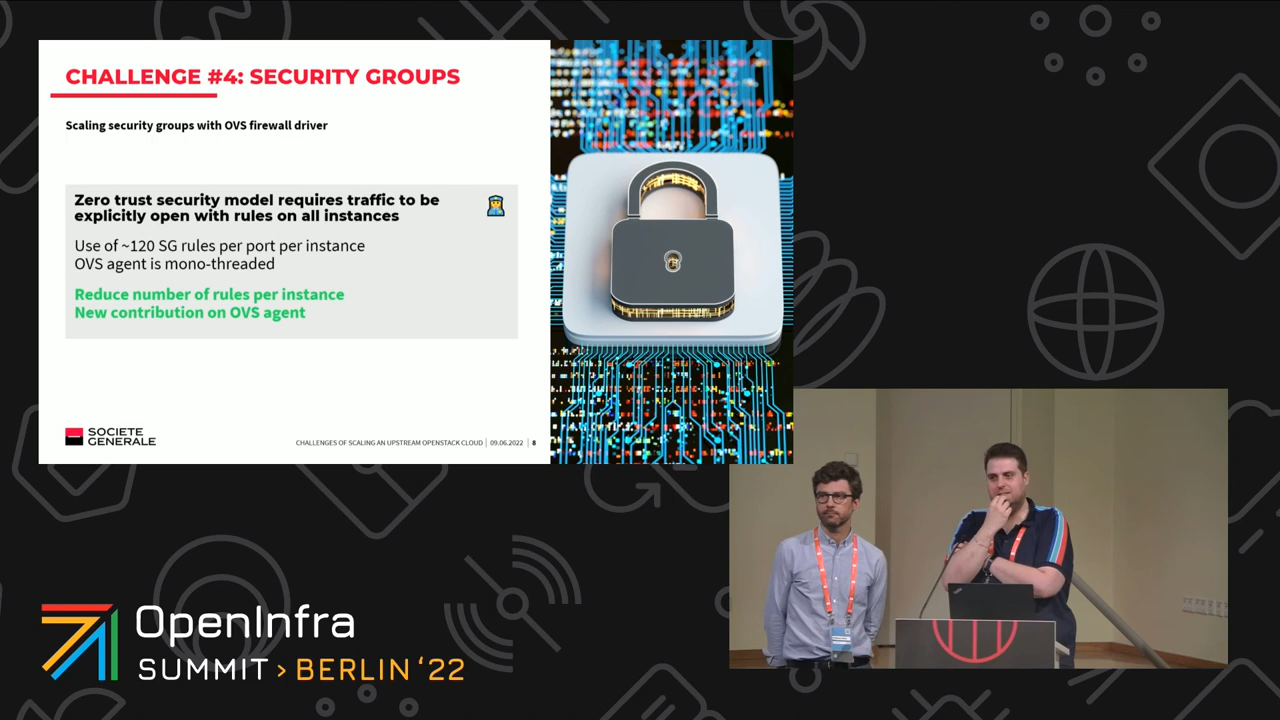 CHALLENGE #4: SECURITY GROUPS
Scaling security groups with OVS firewall driver
Zero trust security model requires traffic to be
explicitly open with rules on all instances
Use of ~120 SG rules per port per instance
OVS agent is mono-threaded
Reduce number of rules per instance
New contribution on OVS agent
SOCIETE
GENERALE
CHALLENGES OF SCALING AN UPSTREAM OPENSTACK CLOUD | 09.06.2022 | 8
OpenInfra
SUMMIT > BERLIN ‘22